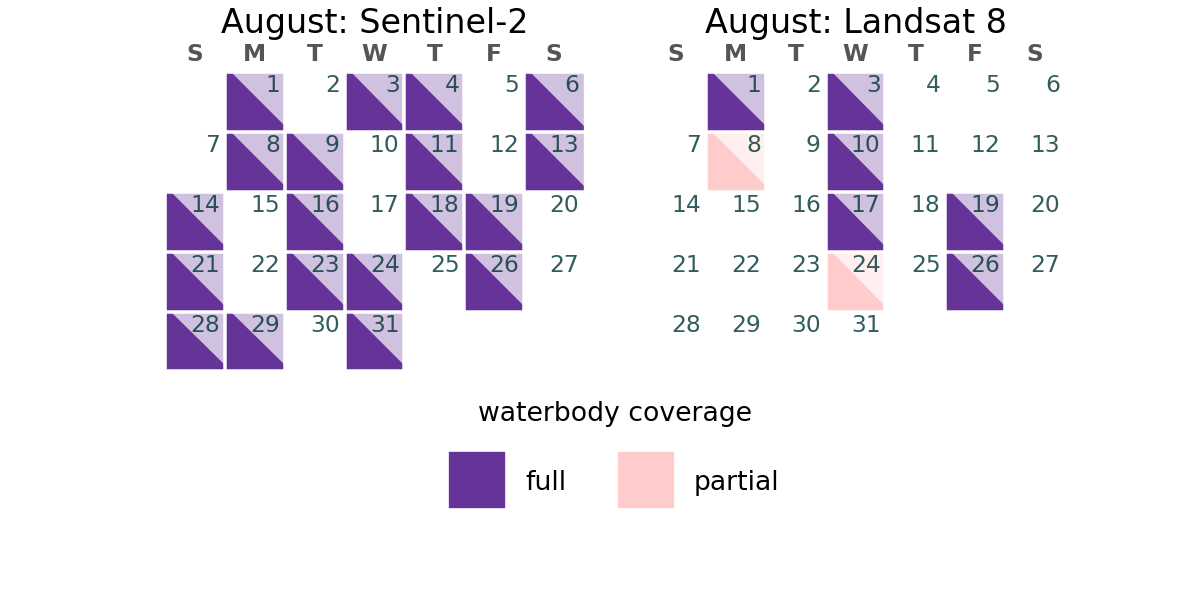 August: Sentinel-2
S M T W T F S
1 2 3 4 5 6
7 8 9 10 11 12 13
14 15 16 17 18 19 20
21 22 23 24 25 26 27
28 29 30 31
August: Landsat 8
S M T W T F S
1 2 3 4 5 6
7 8 9 10 11 12 13
14 15 16 17 18 19 20
21 22 23 24 25 26 27
28 29 30 31
waterbody coverage
full
partial